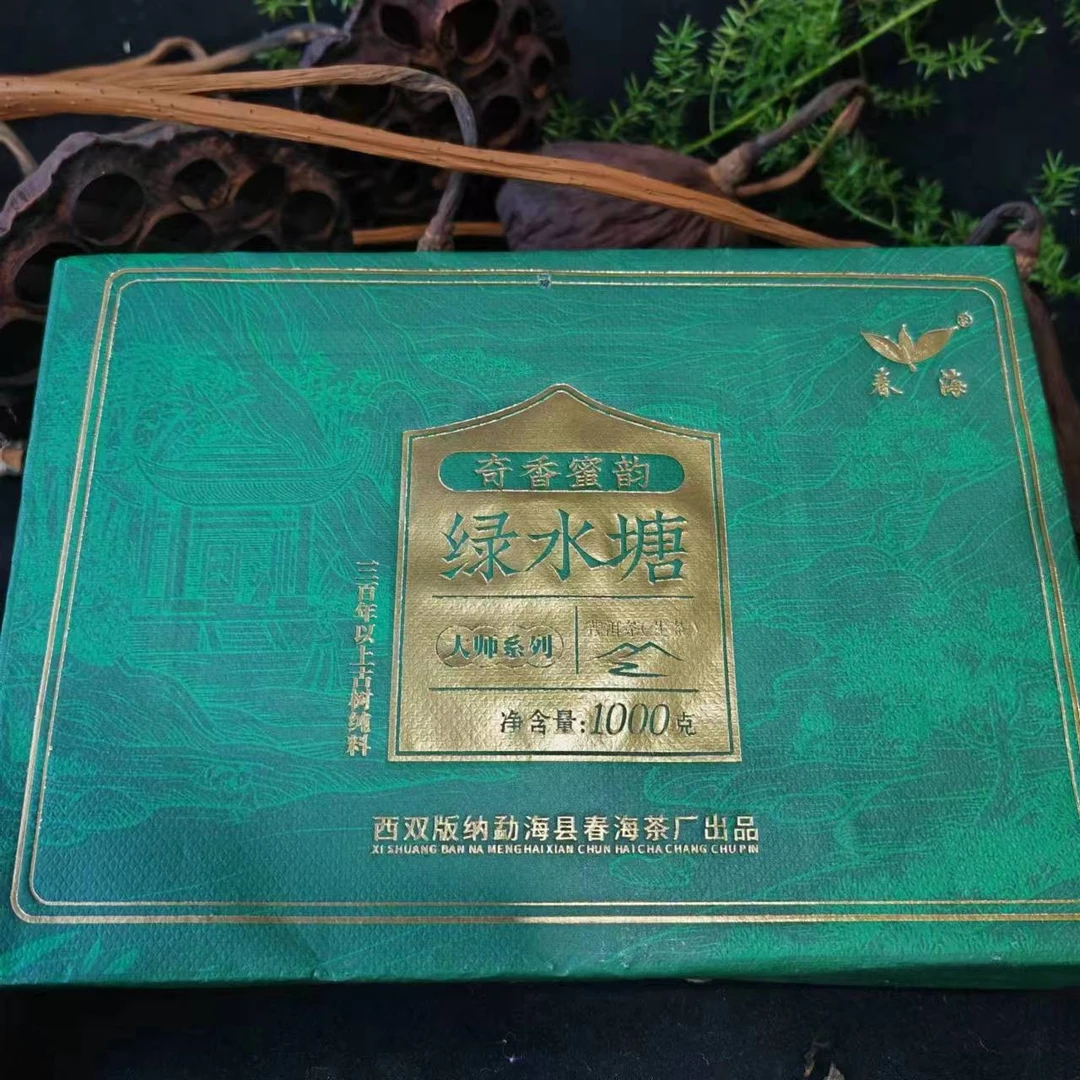 春海
奇香蜜韵
绿水塘
三百年以上古树纯料
大师系列
普洱茶(生茶)
净含量:1000克
西双版纳勐海县春海茶厂出品
XI SHUANG BAN NA MENG HAI XIAN CHUN HAI CHA CHANG CHU PIN